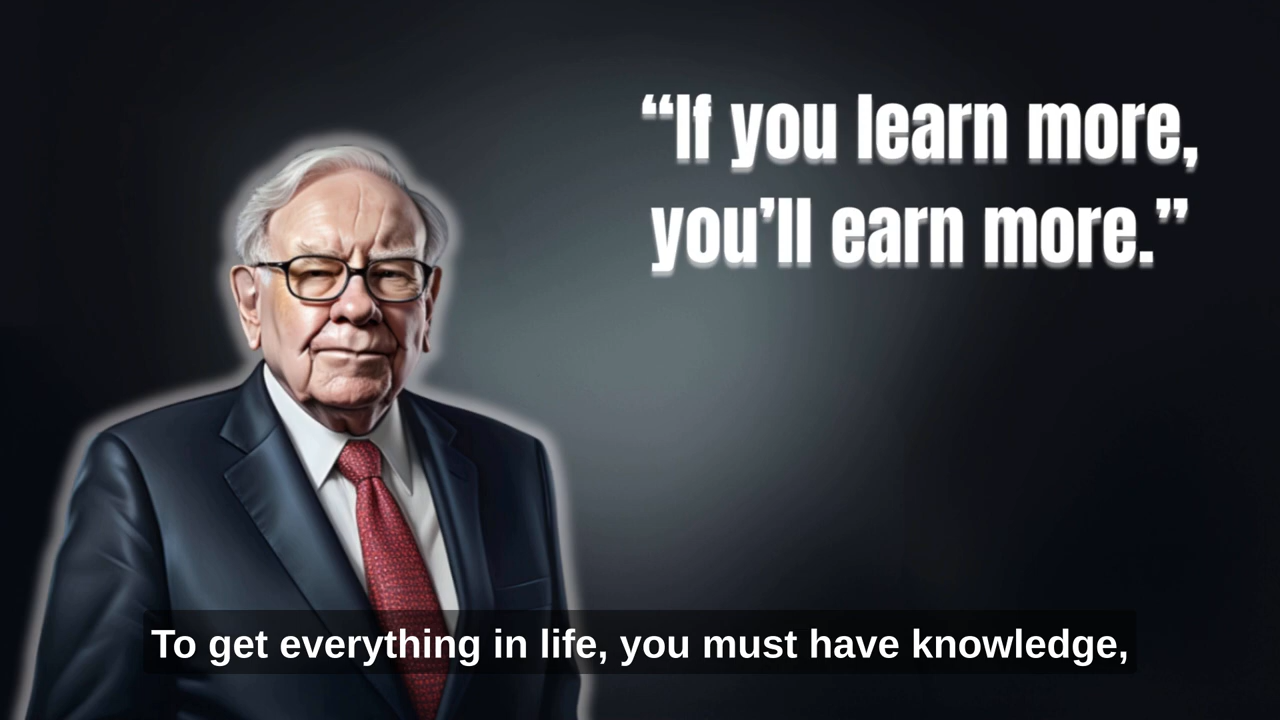 “If you learn more,
you’ll earn more.”
To get everything in life, you must have knowledge,